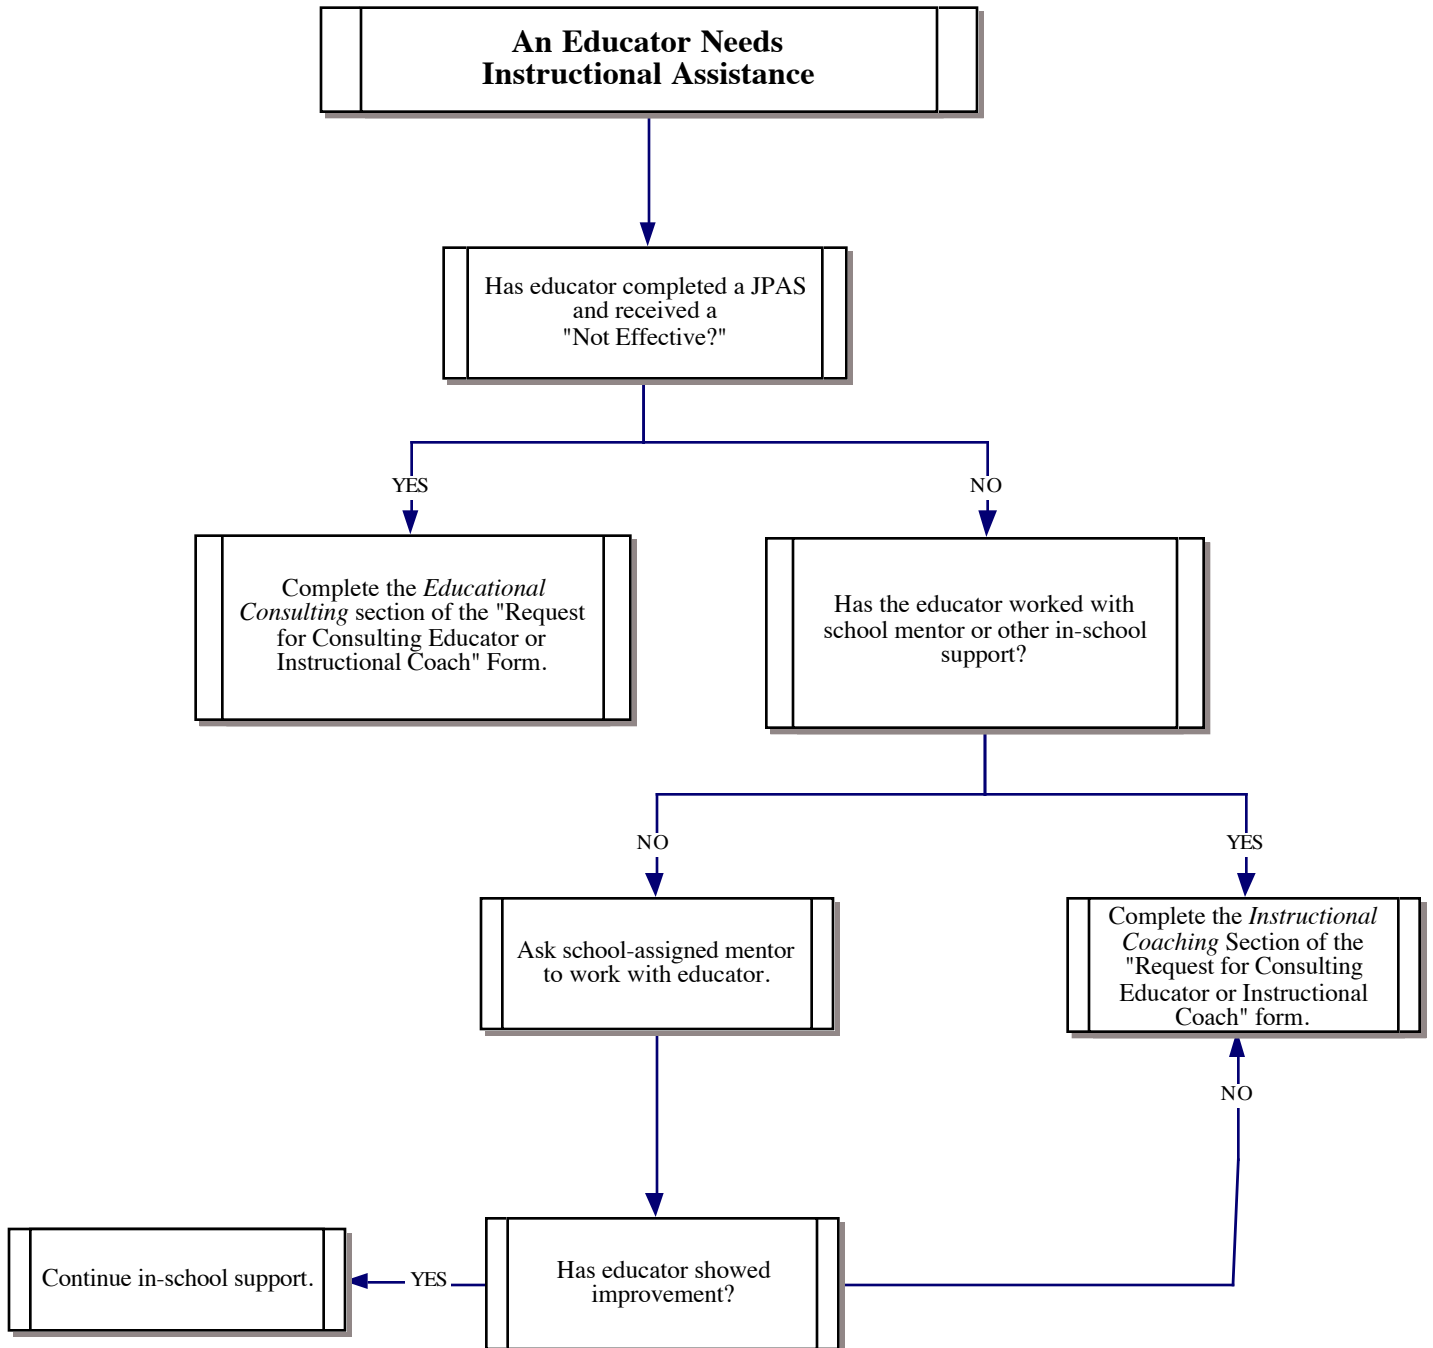 An Educator Needs
Instructional Assistance
Has educator completed a JPAS
and received a
"Not Effective?"
YES
NO
Complete the Educational
Consulting section of the "Request
for Consulting Educator or
Instructional Coach" Form.
Has the educator worked with
school mentor or other in-school
support?
NO
YES
Ask school-assigned mentor
to work with educator.
Complete the Instructional
Coaching Section of the
"Request for Consulting
Educator or Instructional
Coach" form.
NO
Continue in-school support.
YES
Has educator showed
improvement?